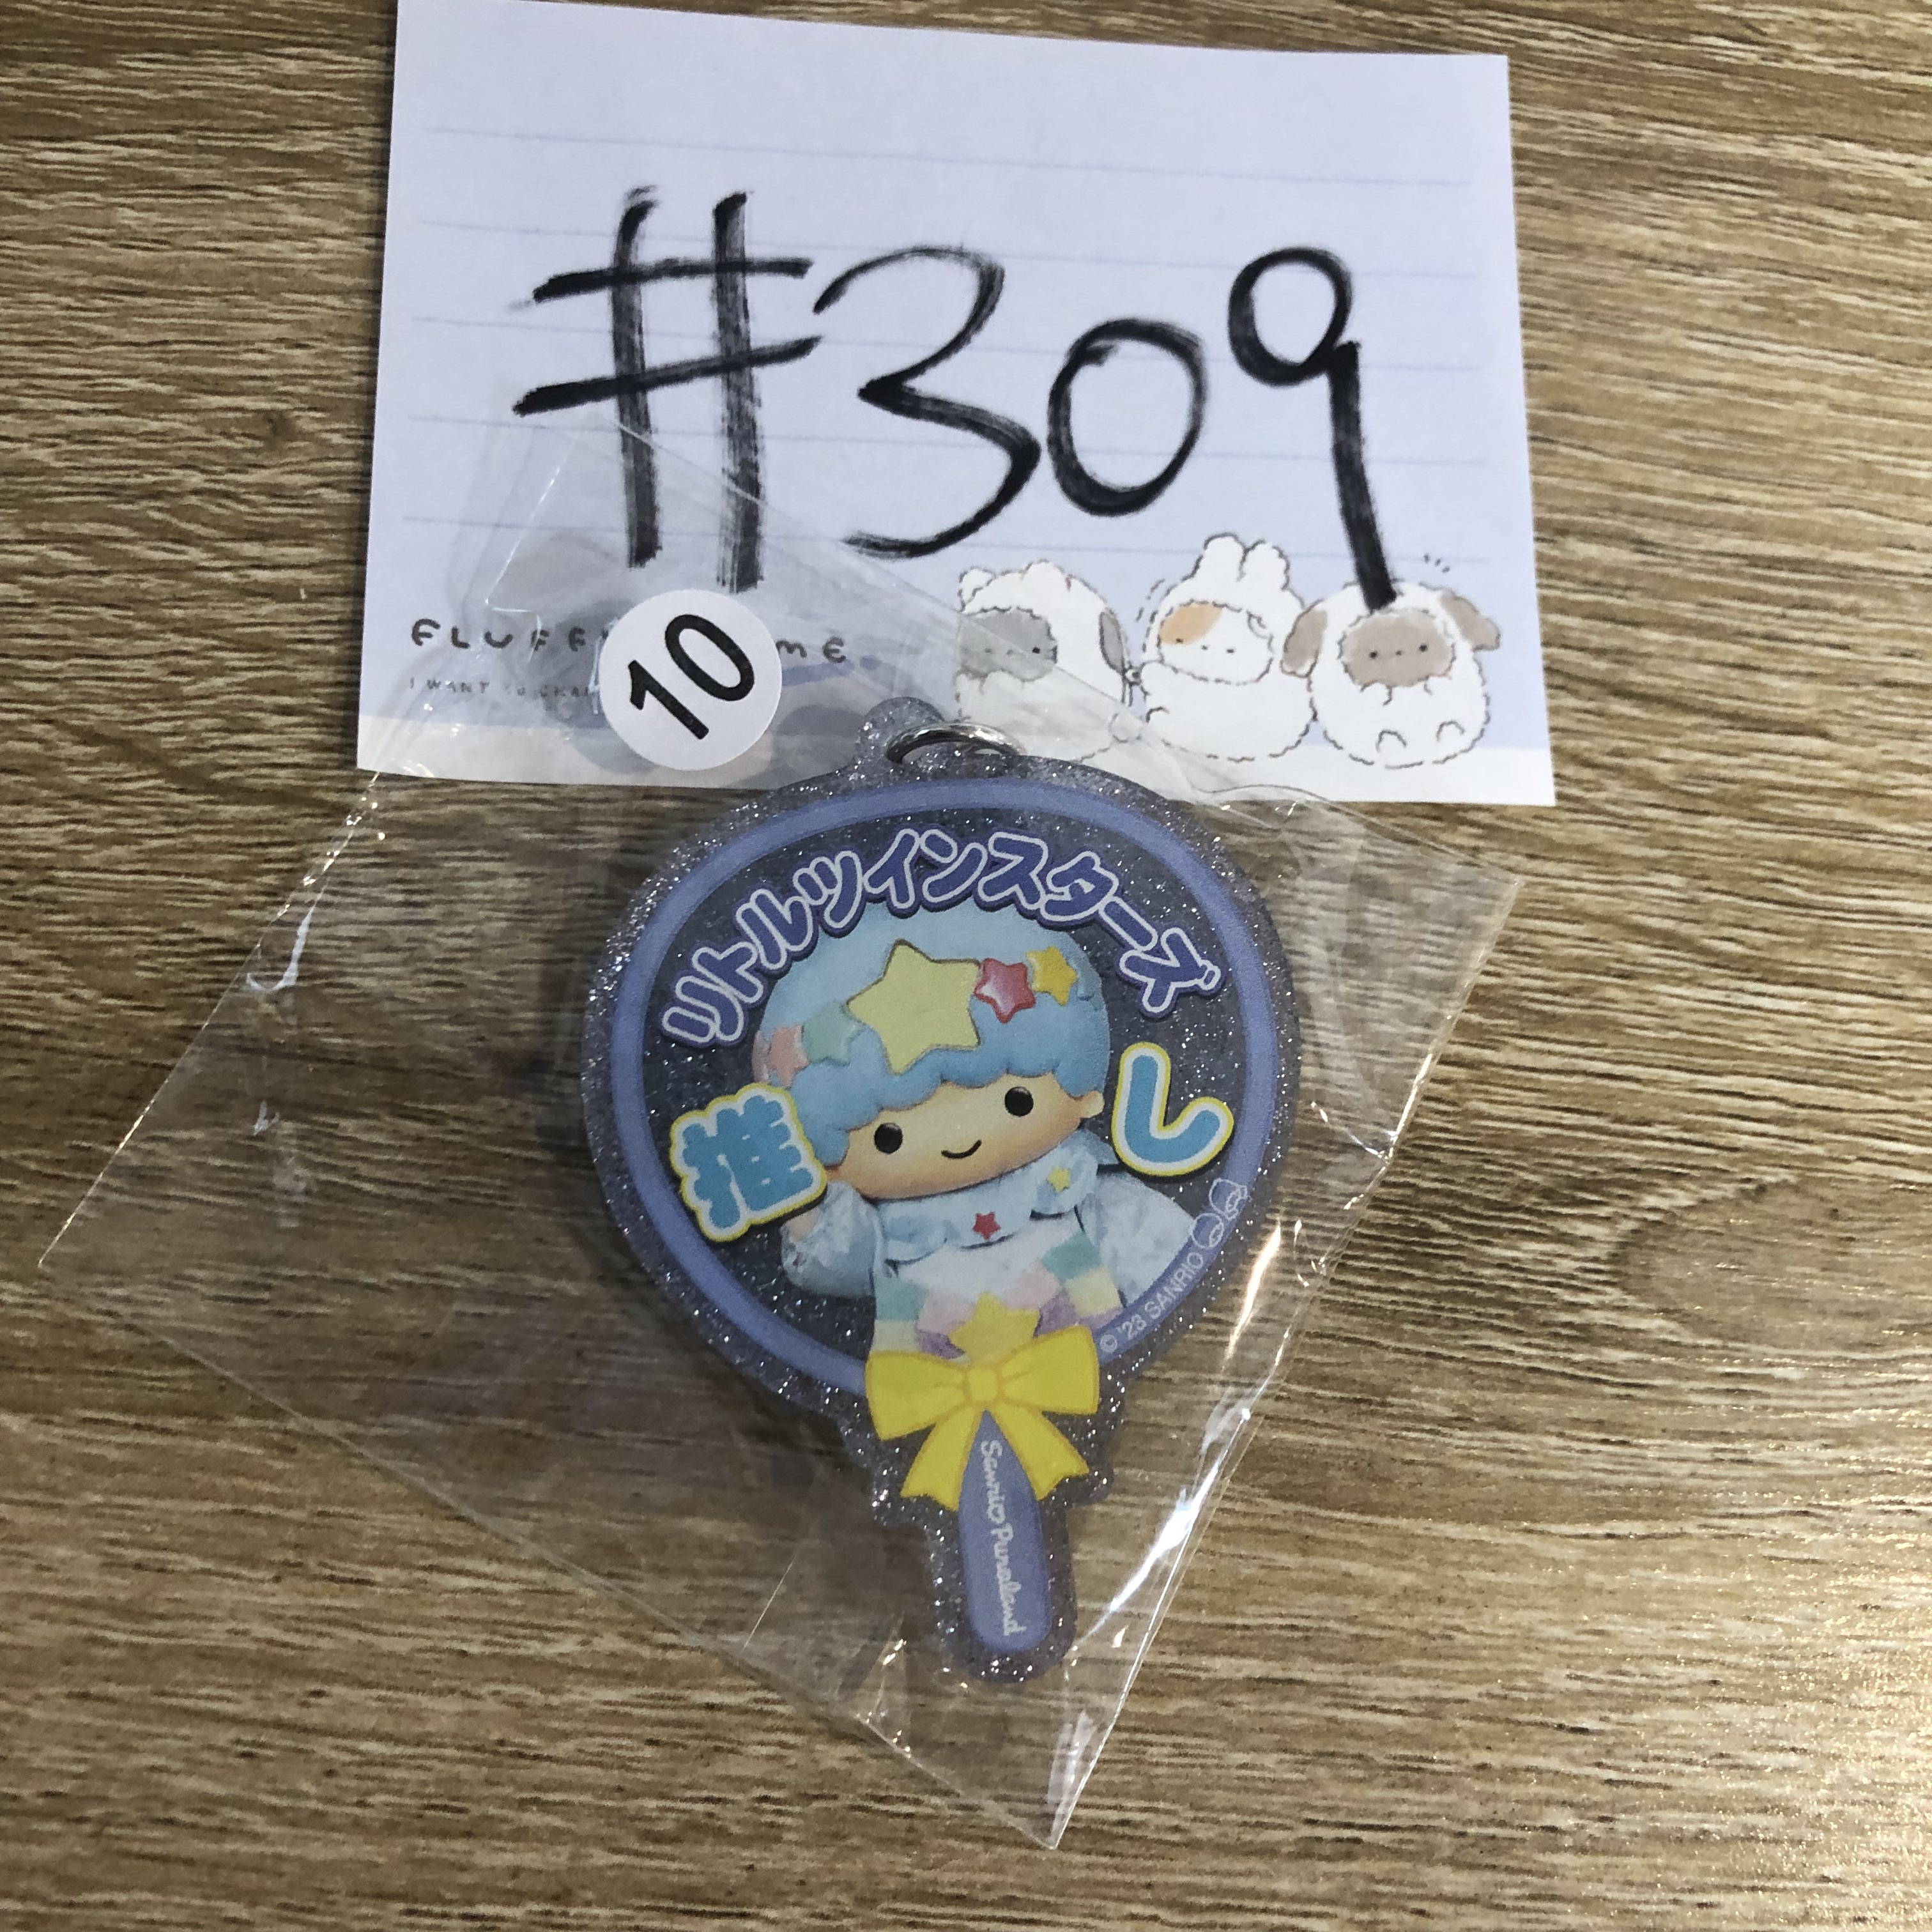 #309
FLUFF
ME
I WANT
10
リトルツインスターズ
推し
© '23 SANRIO
Sanrio Puroland